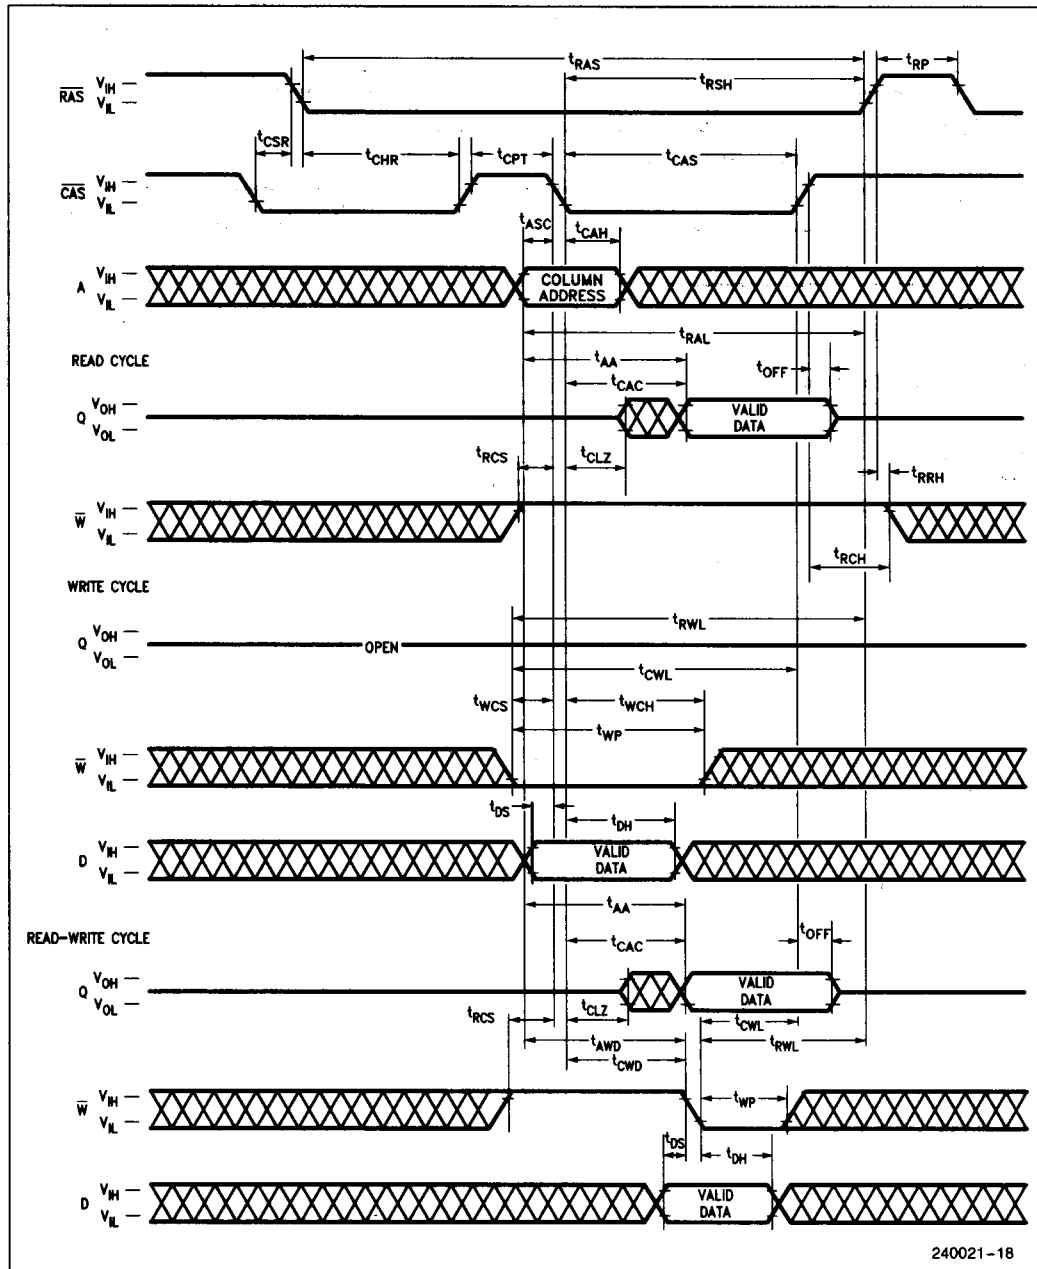 tRAS
tRP
tRSH
RAS
VIH
VIL
tCSR
tCHR
tCPT
tCAS
CAS
VIH
VIL
tASC
tCAH
A
VIH
VIL
COLUMN
ADDRESS
tRAL
READ CYCLE
tAA
tOFF
tCAC
Q
VOH
VOL
VALID
DATA
tRCS
tCLZ
tRRH
W
VIH
VIL
tRCH
WRITE CYCLE
tRWL
Q
VOH
VOL
OPEN
tCWL
tWCS
tWCH
tWP
W
VIH
VIL
tDS
tDH
D
VIH
VIL
VALID
DATA
tAA
READ-WRITE CYCLE
tCAC
tOFF
Q
VOH
VOL
VALID
DATA
tRCS
tCLZ
tCWL
tAWD
tRWL
tCWD
W
VIH
VIL
tWP
tDS
tDH
D
VIH
VIL
VALID
DATA
240021-18